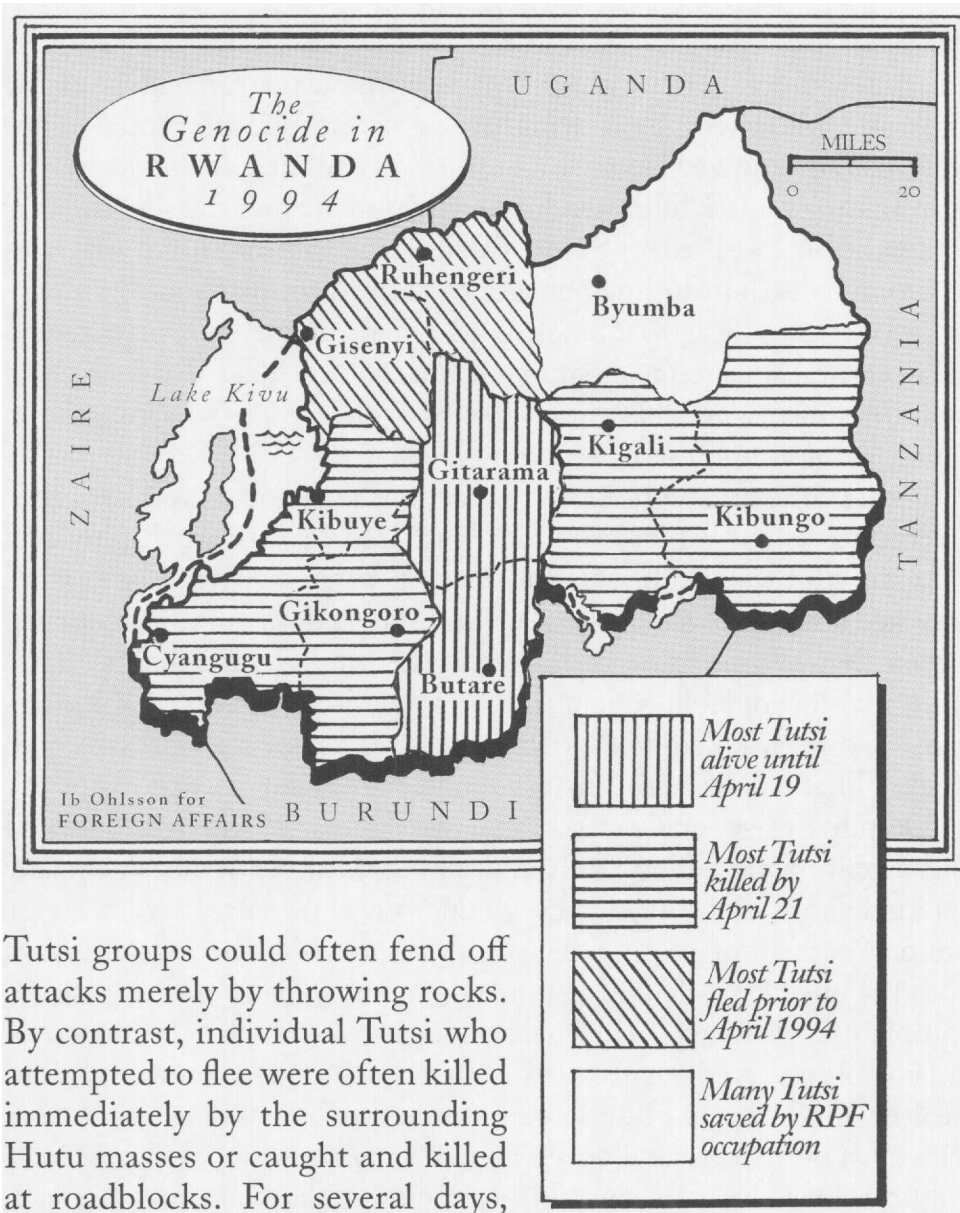 The
Genocide in
RWANDA
1994
UGANDA
MILES
0 20
Ruhengeri
Byumba
Gisenyi
Lake Kivu
ZAIRE
TANZANIA
Kigali
Gitarama
Kibuye
Kibungo
Gikongoro
Cyangugu
Butare
Ib Ohlsson for
FOREIGN AFFAIRS
BURUNDI
Most Tutsi
alive until
April 19
Most Tutsi
killed by
April 21
Most Tutsi
fled prior to
April 1994
Many Tutsi
saved by RPF
occupation
Tutsi groups could often fend off
attacks merely by throwing rocks.
By contrast, individual Tutsi who
attempted to flee were often killed
immediately by the surrounding
Hutu masses or caught and killed
at roadblocks. For several days,